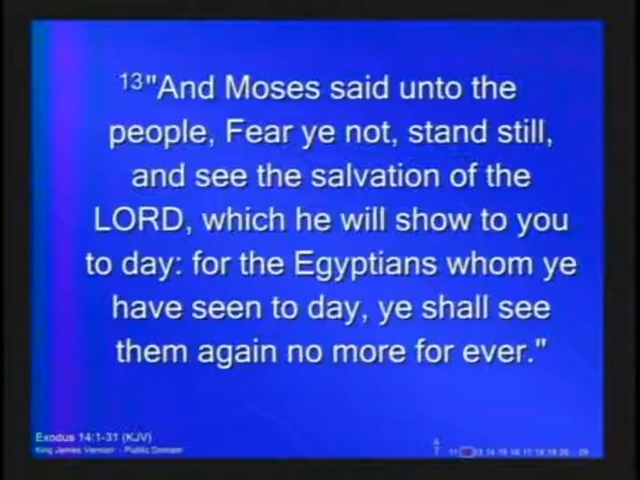 13"And Moses said unto the
people, Fear ye not, stand still,
and see the salvation of the
LORD, which he will show to you
to day: for the Egyptians whom ye
have seen to day, ye shall see
them again no more for ever."
Exodus 14:1-31 (KJV)
King James Version - Public Domain